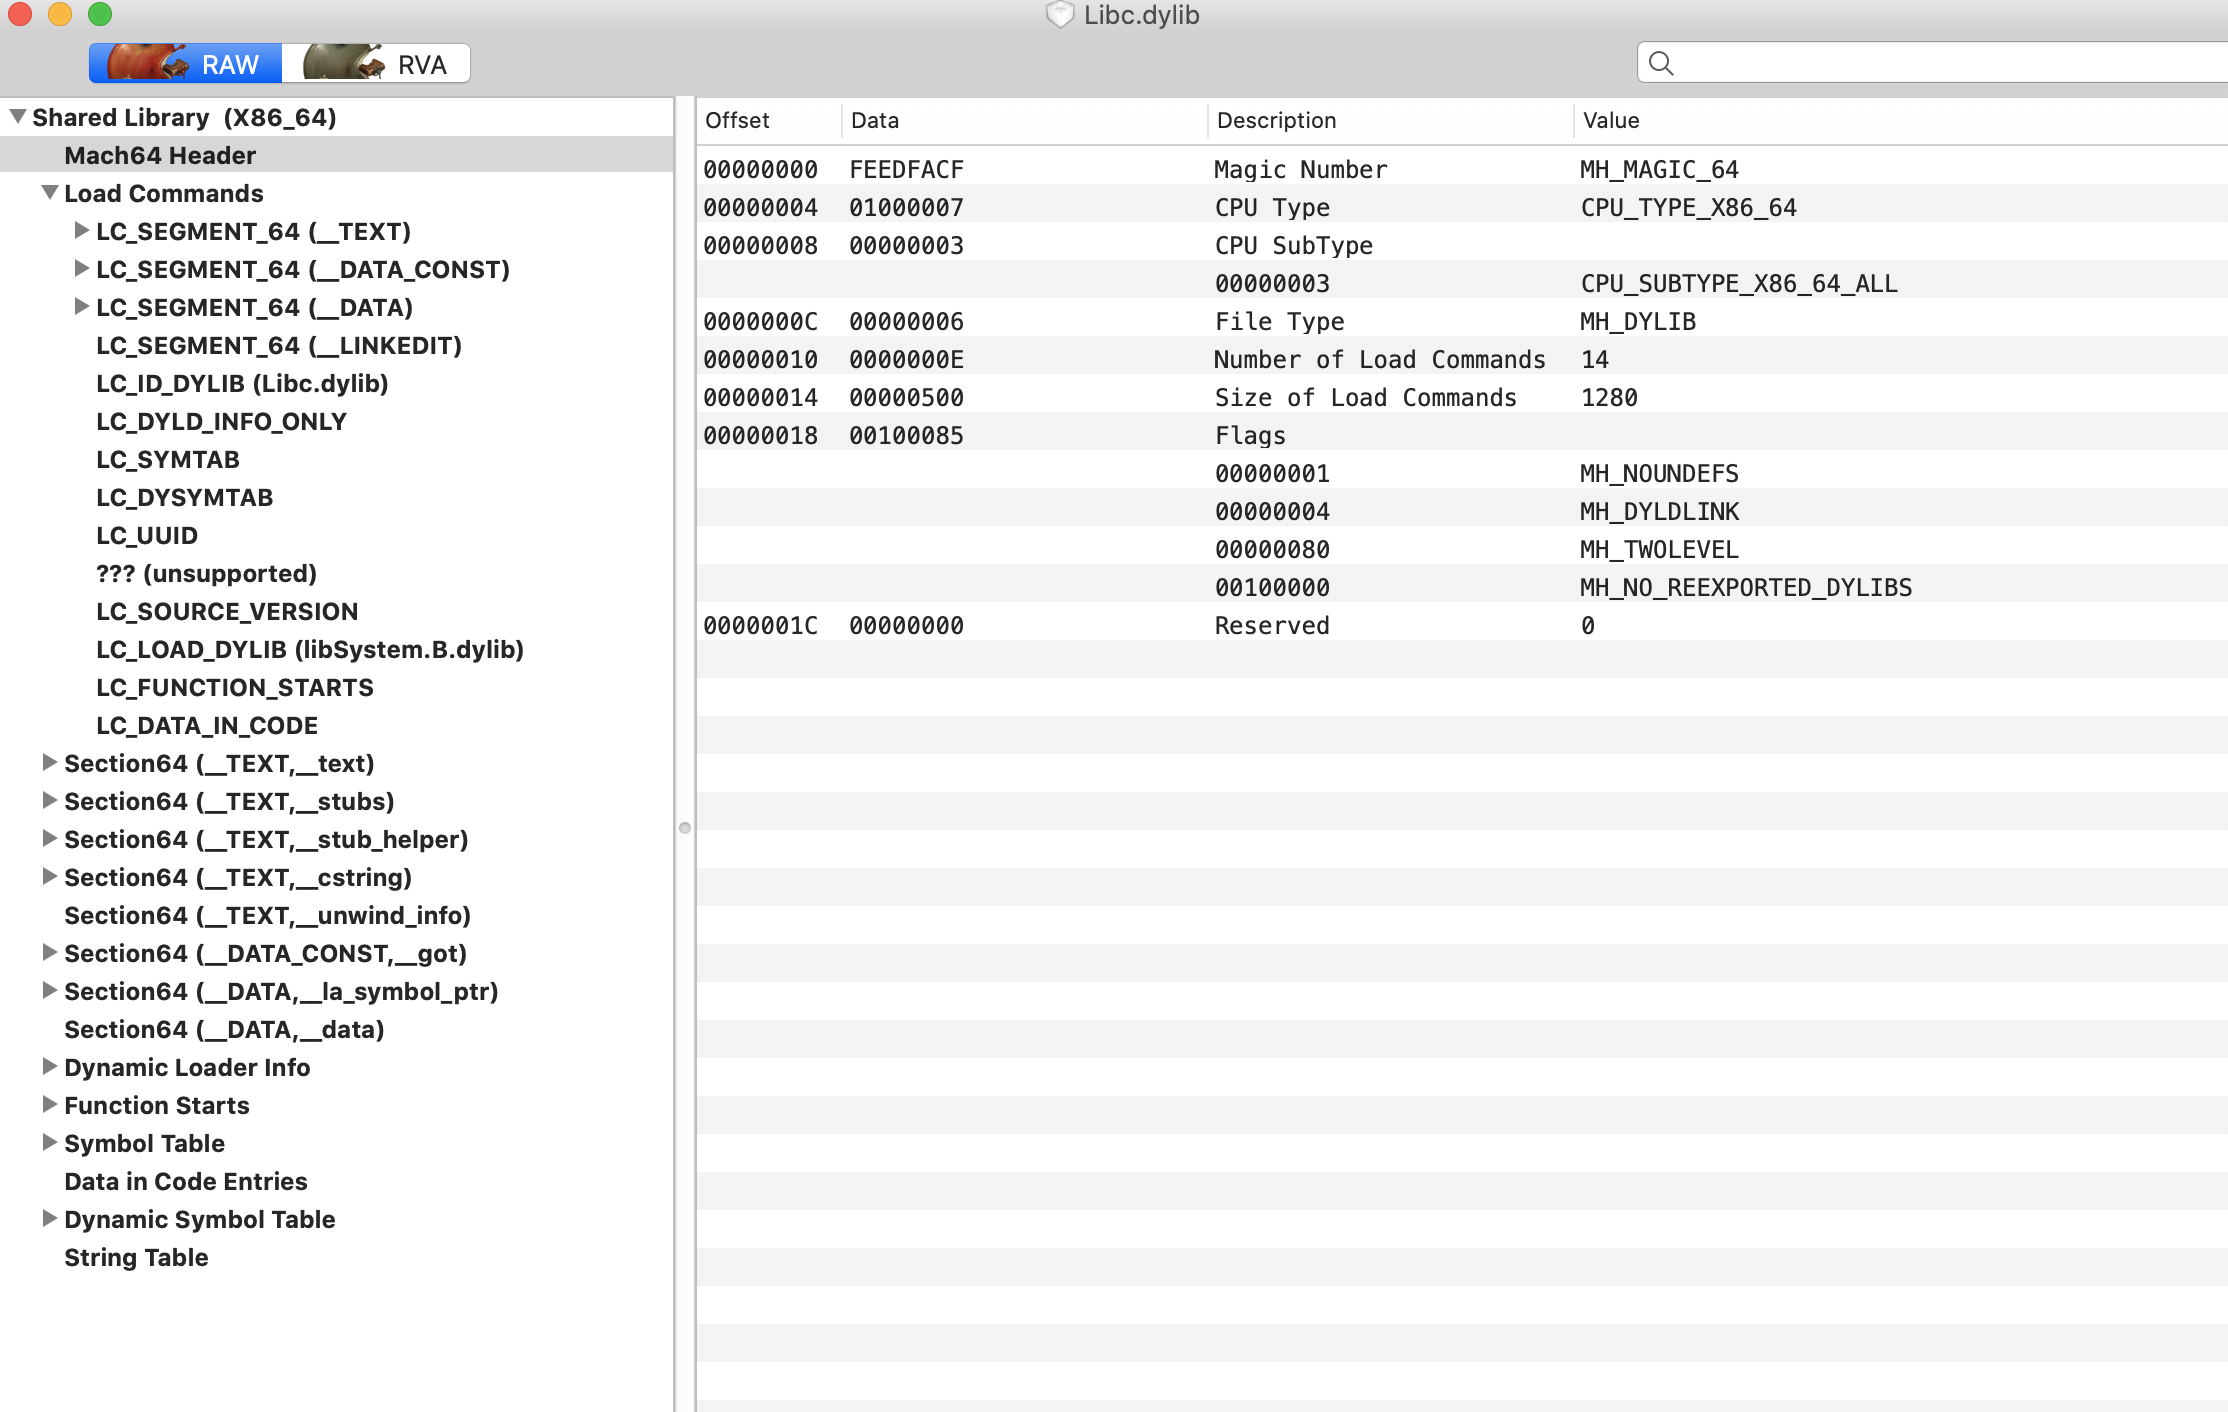 Libc.dylib
RAW RVA
Shared Library (X86_64)
Mach64 Header
Load Commands
LC_SEGMENT_64 (__TEXT)
LC_SEGMENT_64 (__DATA_CONST)
LC_SEGMENT_64 (__DATA)
LC_SEGMENT_64 (__LINKEDIT)
LC_ID_DYLIB (Libc.dylib)
LC_DYLD_INFO_ONLY
LC_SYMTAB
LC_DYSYMTAB
LC_UUID
??? (unsupported)
LC_SOURCE_VERSION
LC_LOAD_DYLIB (libSystem.B.dylib)
LC_FUNCTION_STARTS
LC_DATA_IN_CODE
Section64 (__TEXT,__text)
Section64 (__TEXT,__stubs)
Section64 (__TEXT,__stub_helper)
Section64 (__TEXT,__cstring)
Section64 (__TEXT,__unwind_info)
Section64 (__DATA_CONST,__got)
Section64 (__DATA,__la_symbol_ptr)
Section64 (__DATA,__data)
Dynamic Loader Info
Function Starts
Symbol Table
Data in Code Entries
Dynamic Symbol Table
String Table
Offset Data Description Value
00000000 FEEDFACF Magic Number MH_MAGIC_64
00000004 01000007 CPU Type CPU_TYPE_X86_64
00000008 00000003 CPU SubType
00000003 CPU_SUBTYPE_X86_64_ALL
0000000C 00000006 File Type MH_DYLIB
00000010 0000000E Number of Load Commands 14
00000014 00000500 Size of Load Commands 1280
00000018 00100085 Flags
00000001 MH_NOUNDEFS
00000004 MH_DYLDLINK
00000080 MH_TWOLEVEL
00100000 MH_NO_REEXPORTED_DYLIBS
0000001C 00000000 Reserved 0